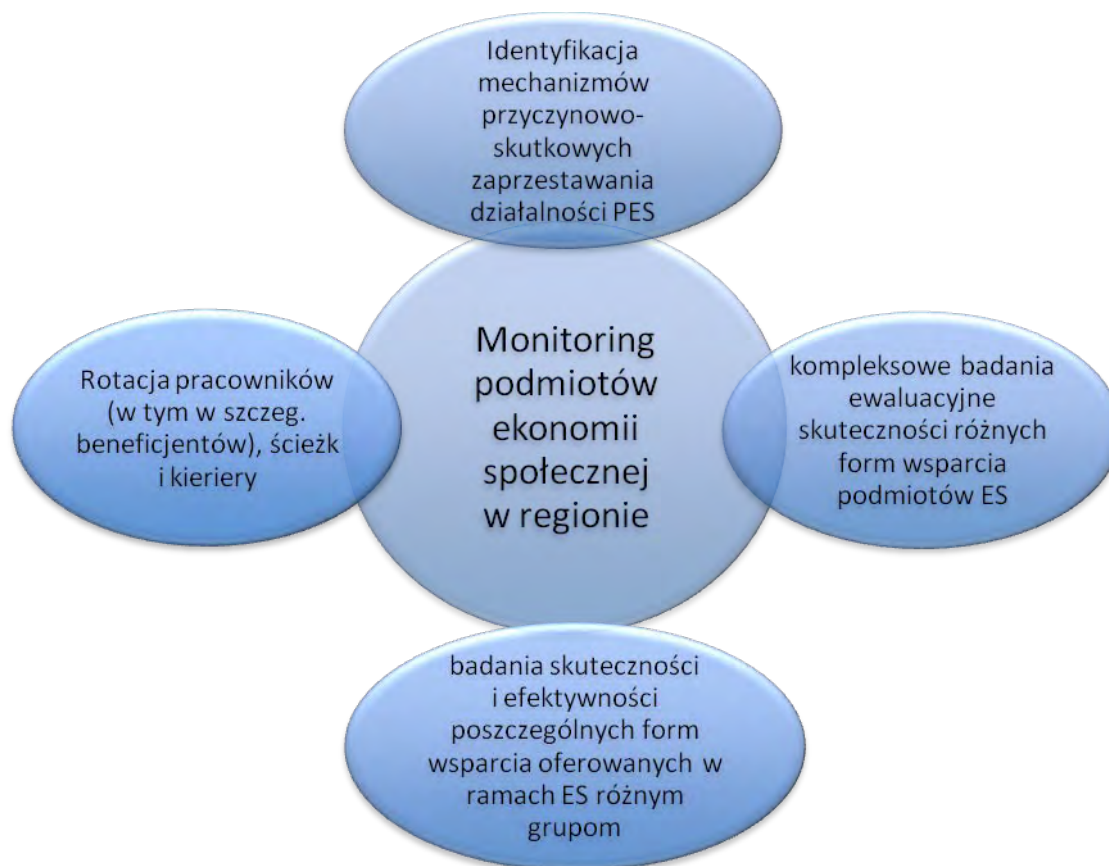 Identyfikacja
mechanizmów
przyczynowo-
skutkowych
zaprzestawania
działalności PES
Monitoring
podmiotów
ekonomii
społecznej
w regionie
Rotacja pracowników
(w tym w szczeg.
beneficjentów), ścieżk
i kieriery
kompleksowe badania
ewaluacyjne
skuteczności różnych
form wsparcia
podmiotów ES
badania skuteczności
i efektywności
poszczególnych form
wsparcia oferowanych w
ramach ES różnym
grupom